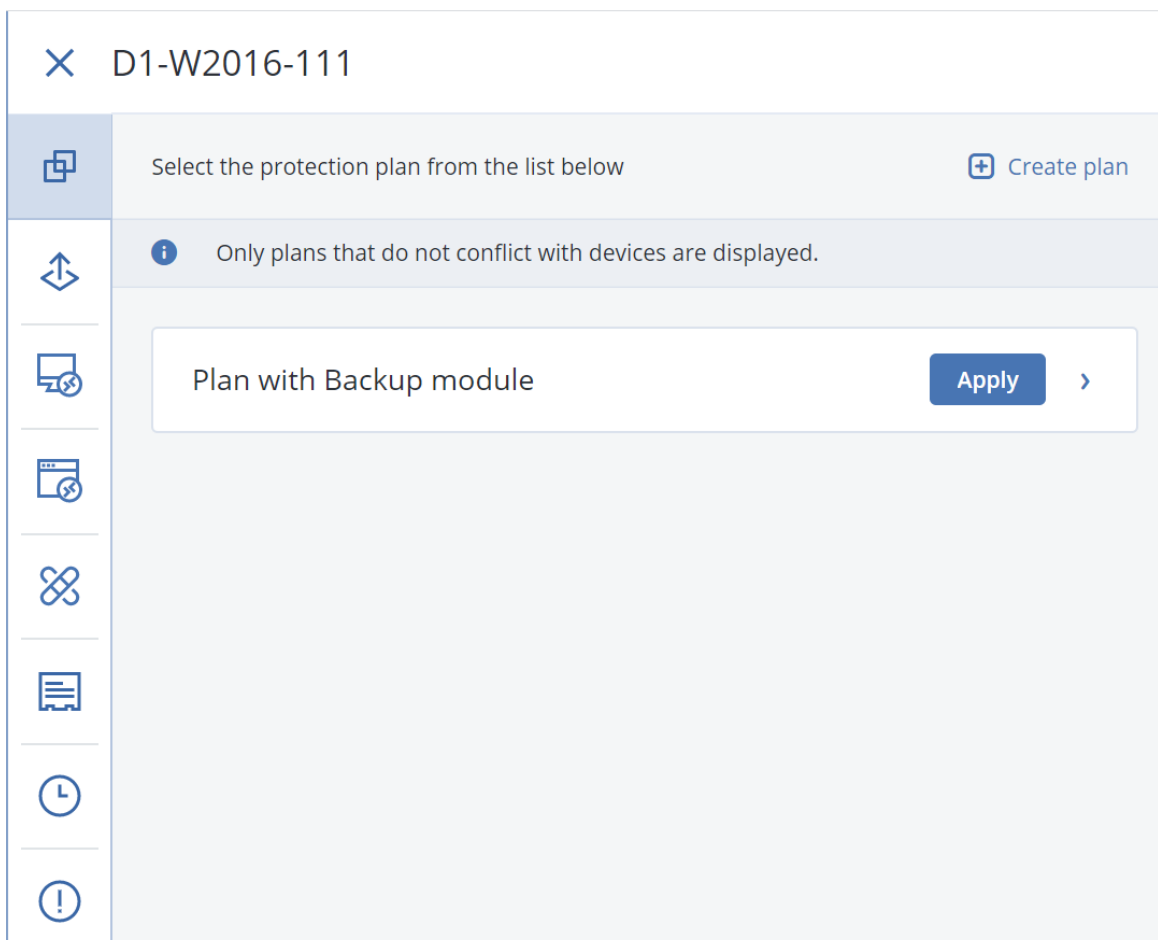 D1-W2016-111
Select the protection plan from the list below
Create plan
Only plans that do not conflict with devices are displayed.
Plan with Backup module
Apply